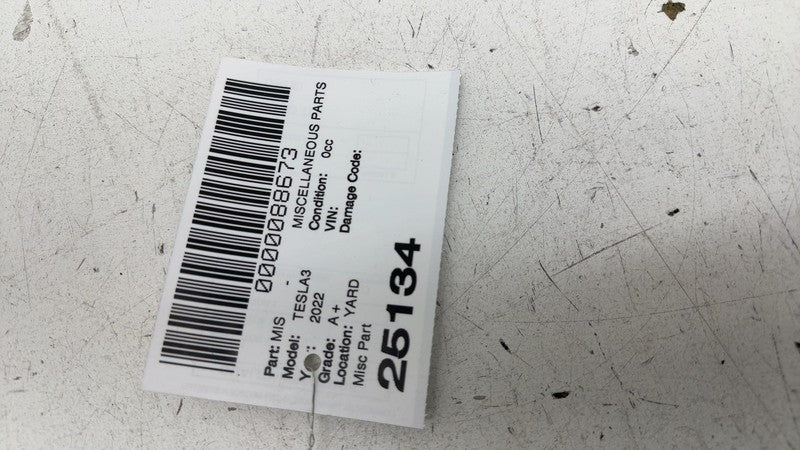 0000088673
Part: MIS - MISCELLANEOUS PARTS
Model: TESLA3 Condition: 0cc
Y r: 2022 VIN:
Grade: A+ Damage Code:
Location: YARD
Misc Part
25134